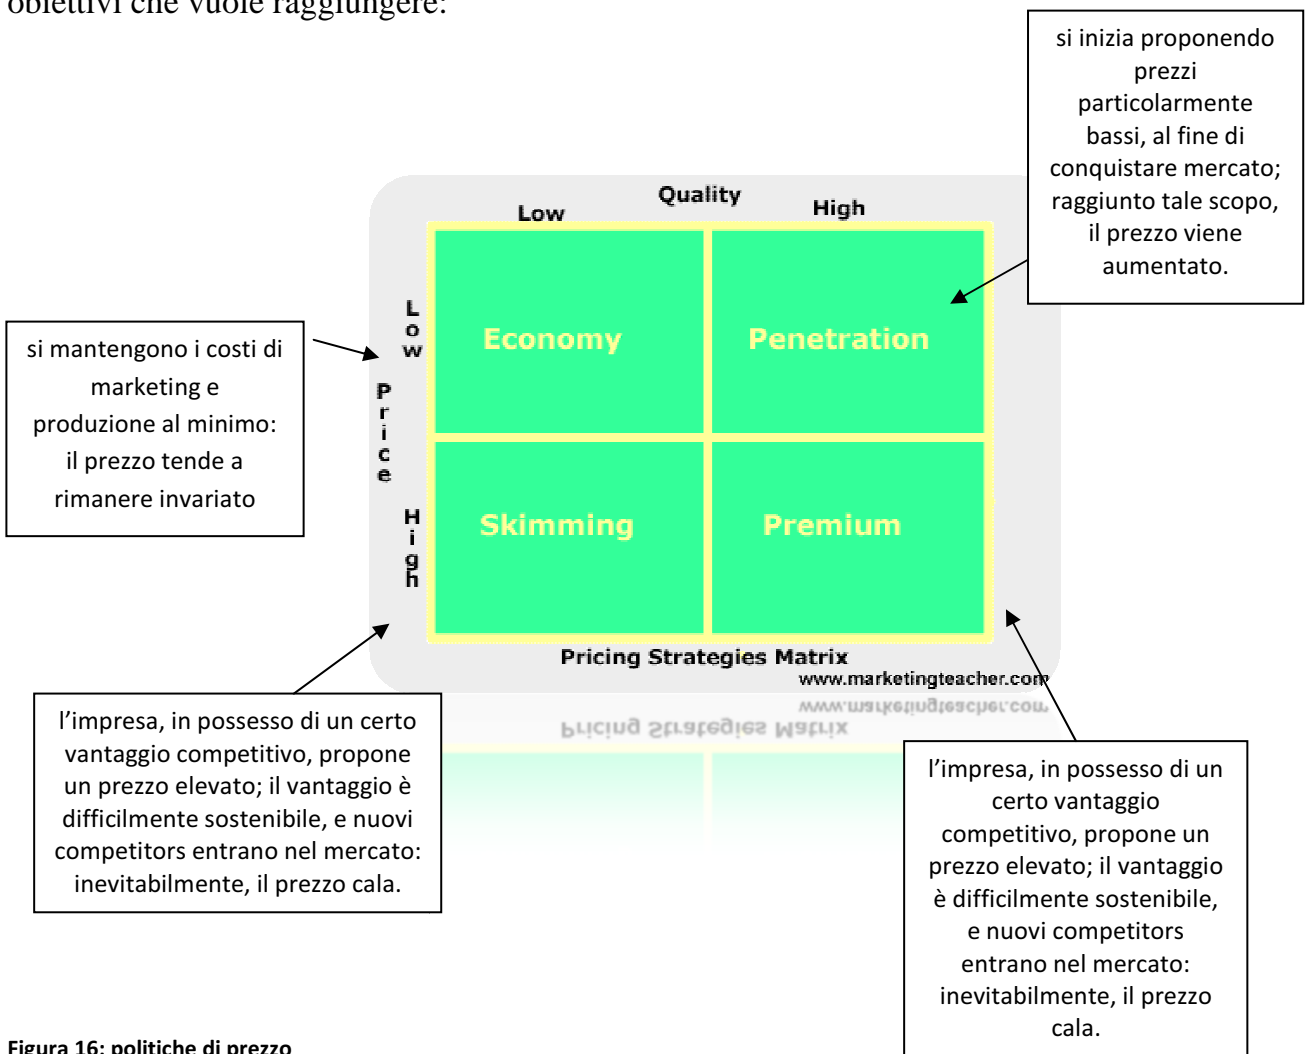 obiettivi che vuole raggiungere:
si inizia proponendo
prezzi
particolarmente
bassi, al fine di
conquistare mercato;
raggiunto tale scopo,
il prezzo viene
aumentato.
Quality
Low
High
Low
Price
High
Economy
Penetration
Skimming
Premium
si mantengono i costi di
marketing e
produzione al minimo:
il prezzo tende a
rimanere invariato
Pricing Strategies Matrix
www.marketingteacher.com
www.marketingteacher.com
Pricing Strategies Matrix
l’impresa, in possesso di un certo
vantaggio competitivo, propone
un prezzo elevato; il vantaggio è
difficilmente sostenibile, e nuovi
competitors entrano nel mercato:
inevitabilmente, il prezzo cala.
l’impresa, in possesso di un
certo vantaggio
competitivo, propone un
prezzo elevato; il vantaggio
è difficilmente sostenibile,
e nuovi competitors
entrano nel mercato:
inevitabilmente, il prezzo
cala.
Figura 16: politiche di prezzo